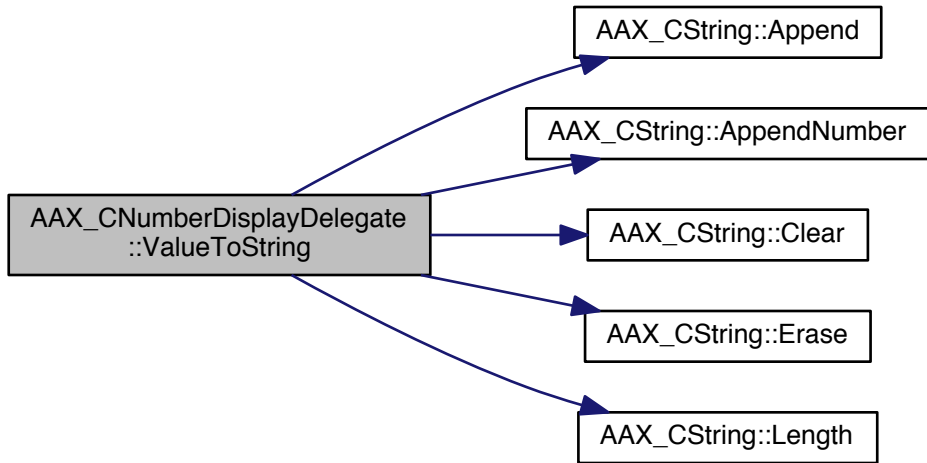 AAX_CString::Append
AAX_CString::AppendNumber
AAX_CNumberDisplayDelegate
::ValueToString
AAX_CString::Clear
AAX_CString::Erase
AAX_CString::Length